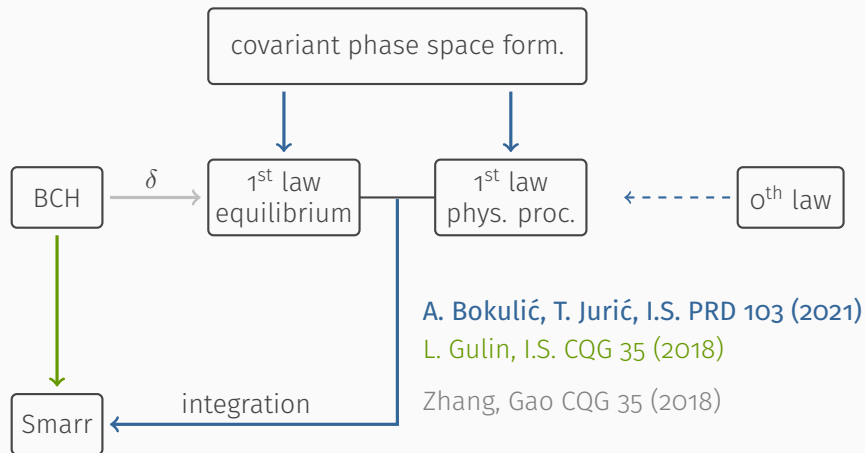 covariant phase space form.
BCH
δ
1st law
equilibrium
1st law
phys. proc.
0th law
A. Bokulić, T. Jurić, I.S. PRD 103 (2021)
L. Gulin, I.S. CQG 35 (2018)
Zhang, Gao CQG 35 (2018)
integration
Smarr